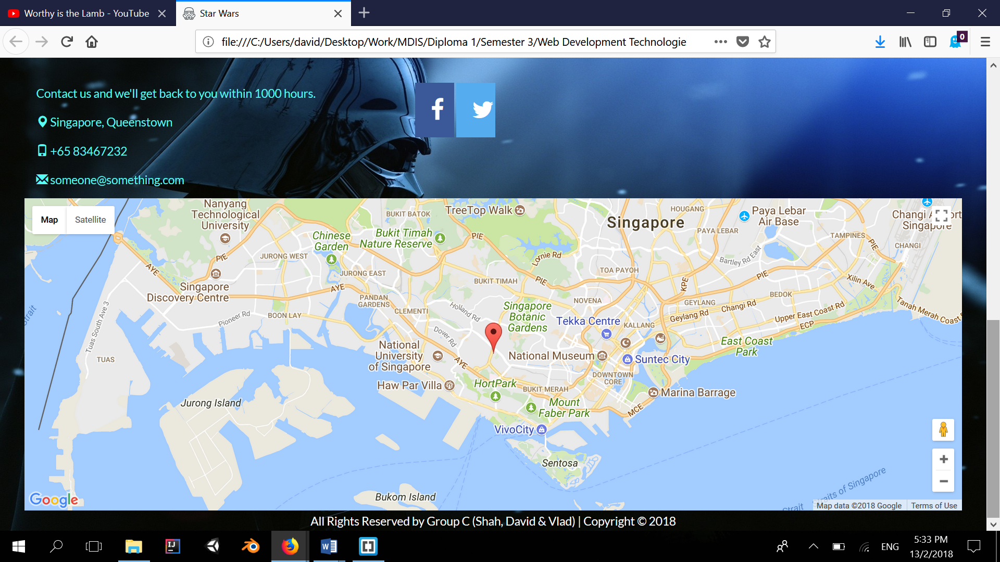 Worthy is the Lamb - YouTube
Star Wars
file:///C:/Users/david/Desktop/Work/MDIS/Diploma 1/Semester 3/Web Development Technologie
0
Contact us and we'll get back to you within 1000 hours.
Singapore, Queenstown
+65 83467232
someone@something.com
Map
Satellite
Nanyang
Technological
University
BUKIT BATOK
TreeTop Walk
HOUGANG
Paya Lebar
Air Base
Singapore
PAYA LEBAR
Singapore
TAMPINES
CHANGI
Chinese
Garden
Bukit Timah
Nature Reserve
PIE
PIE
PIE
JURONG WEST
Lornie Rd
Bartley Rd East
AYE
JURONG EAST
TOA PAYOH
BUKIT TIMAH
PIE
KPE
PIE
Xilin Ave
Singapore
Discovery Centre
AYE
PANDAN
GARDENS
NOVENA
GEYLANG
BEDOK
Changi Rd
Tanah Merah Coast R
Tuas South Ave 3
Pioneer Rd
BOON LAY
CLEMENTI
Holland Rd
Singapore
Botanic
Gardens
Tekka Centre
KALLANG
Geylang Rd
Upper East Coast Rd
ECP
Strait
Dover Rd
National
University
of Singapore
AYE
National Museum
Suntec City
East Coast
Park
TUAS
DOWNTOWN
CORE
Haw Par Villa
HortPark
BUKIT MERAH
Marina Barrage
Jurong Island
Mount
Faber Park
MCE
VivoCity
Sentosa
Bukom Island
Strait
Straits of Singapore
Google
Map data ©2018 Google
Terms of Use
All Rights Reserved by Group C (Shah, David & Vlad) | Copyright © 2018
ENG
5:33 PM
13/2/2018